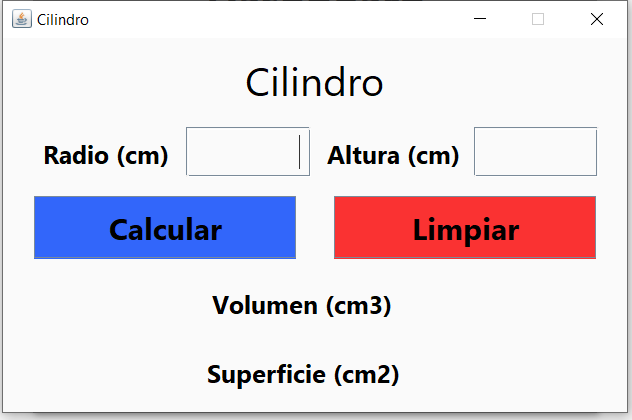 Cilindro
Cilindro
Radio (cm) Altura (cm)
Calcular Limpiar
Volumen (cm3)
Superficie (cm2)